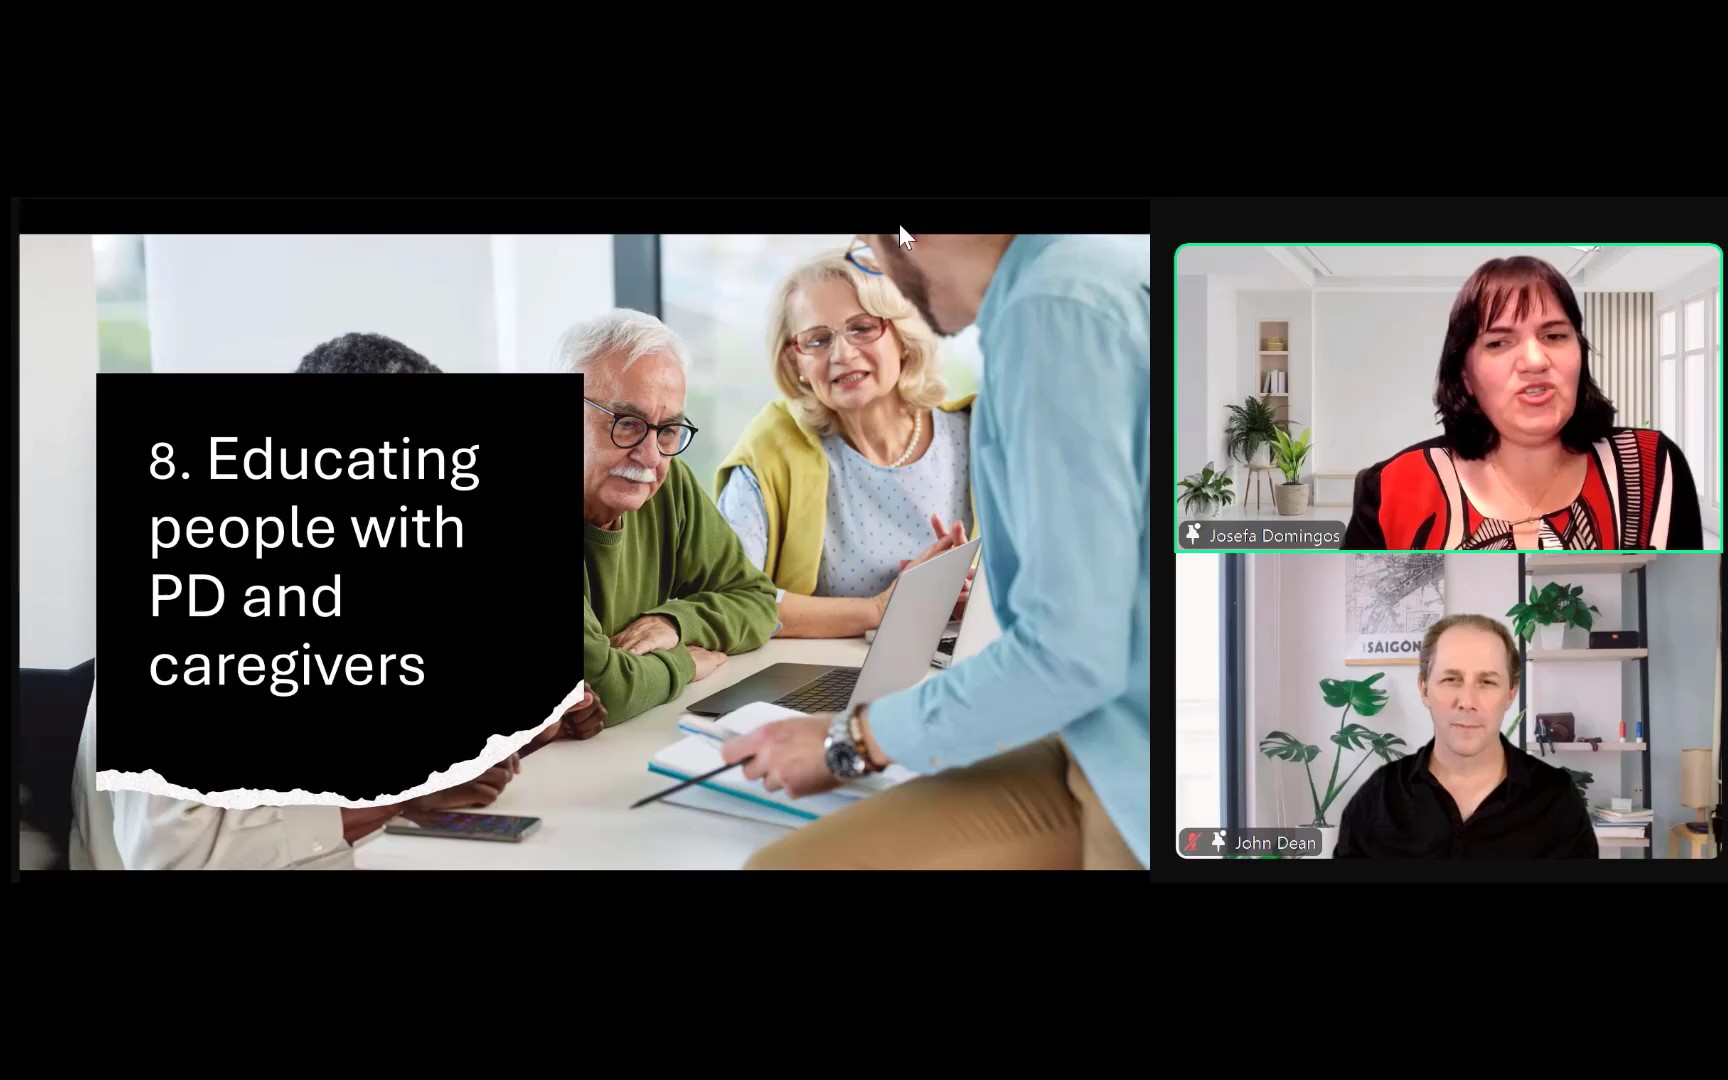 8. Educating
people with
PD and
caregivers
Josefa Domingos
SAIGON
John Dean